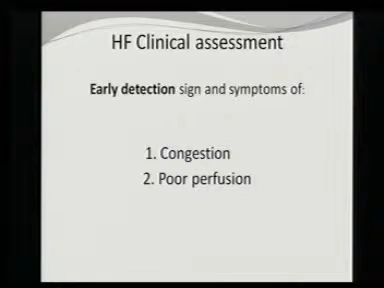 HF Clinical assessment
Early detection sign and symptoms of:
1. Congestion
2. Poor perfusion